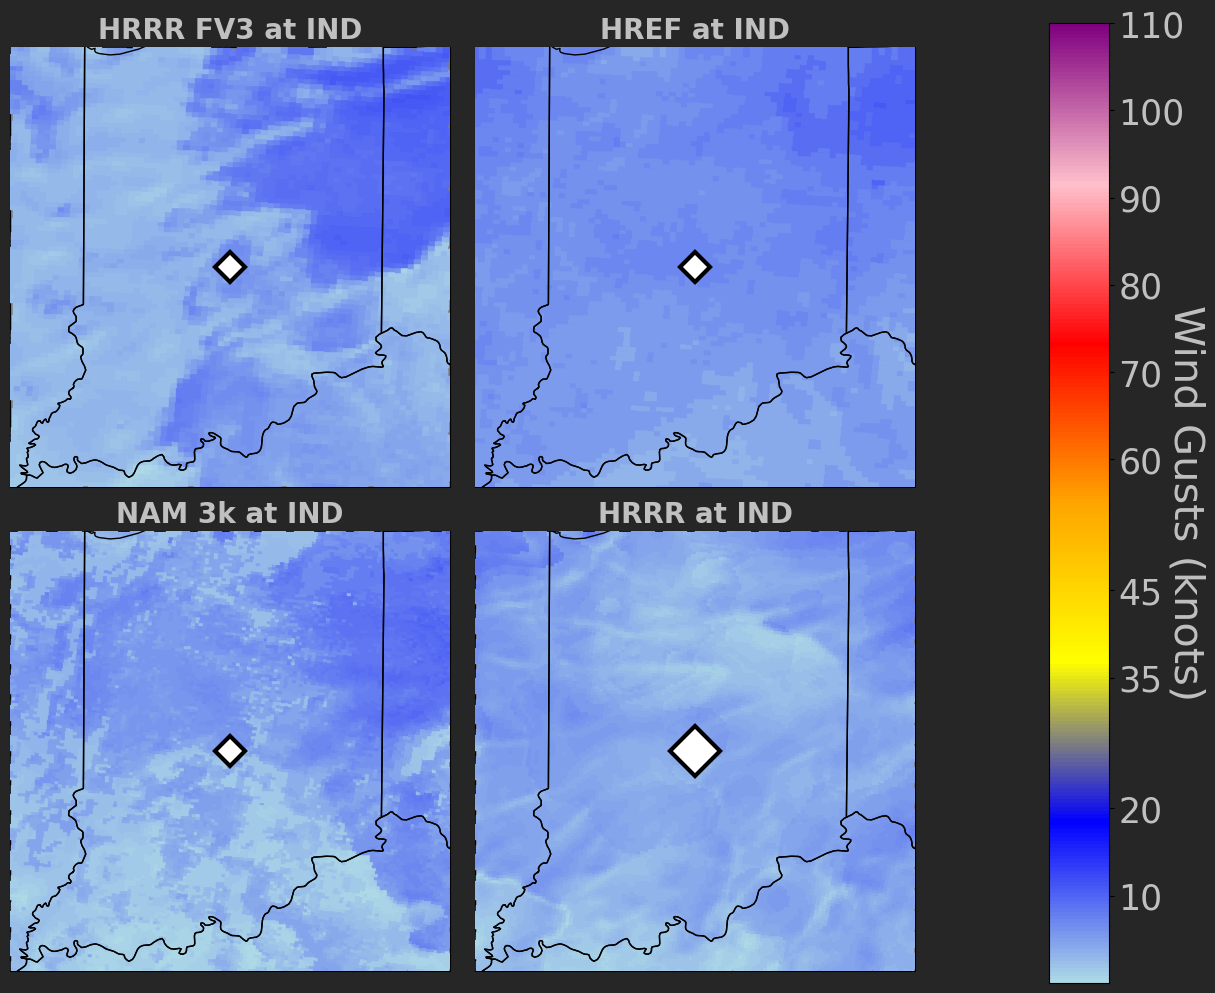 HRRR FV3 at IND
HREF at IND
NAM 3k at IND
HRRR at IND
110
100
90
80
70
60
45
35
20
10
Wind Gusts (knots)